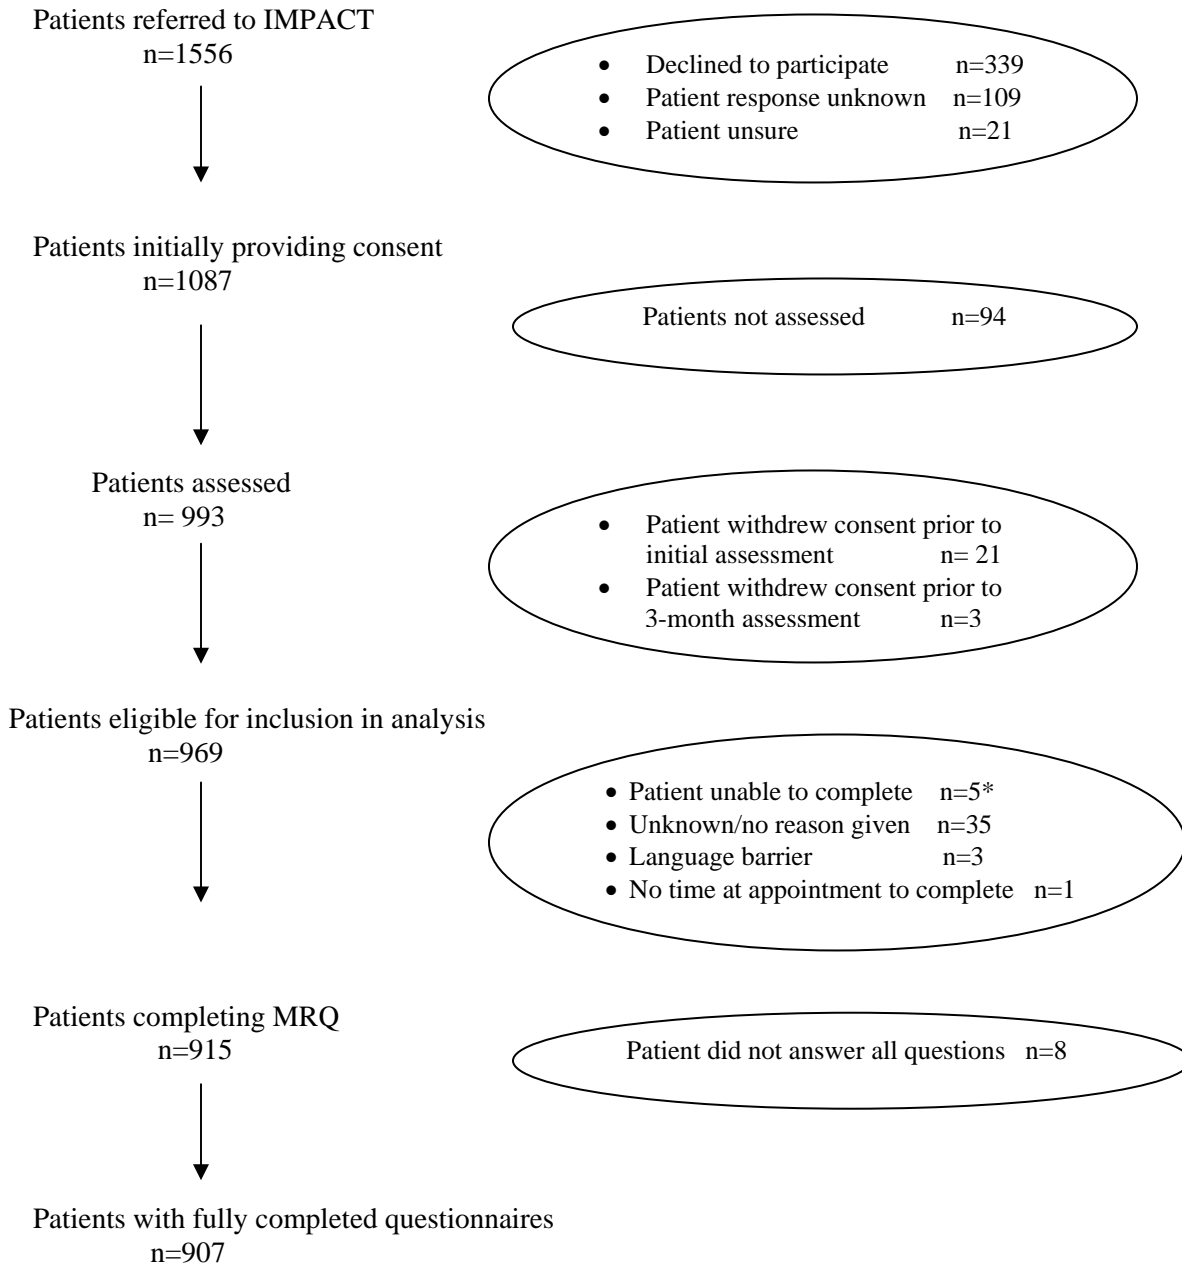 Patients referred to IMPACT
n=1556
• Declined to participate n=339
• Patient response unknown n=109
• Patient unsure n=21
Patients initially providing consent
n=1087
Patients not assessed n=94
Patients assessed
n= 993
• Patient withdrew consent prior to
initial assessment n= 21
• Patient withdrew consent prior to
3-month assessment n=3
Patients eligible for inclusion in analysis
n=969
• Patient unable to complete n=5*
• Unknown/no reason given n=35
• Language barrier n=3
• No time at appointment to complete n=1
Patients completing MRQ
n=915
Patient did not answer all questions n=8
Patients with fully completed questionnaires
n=907